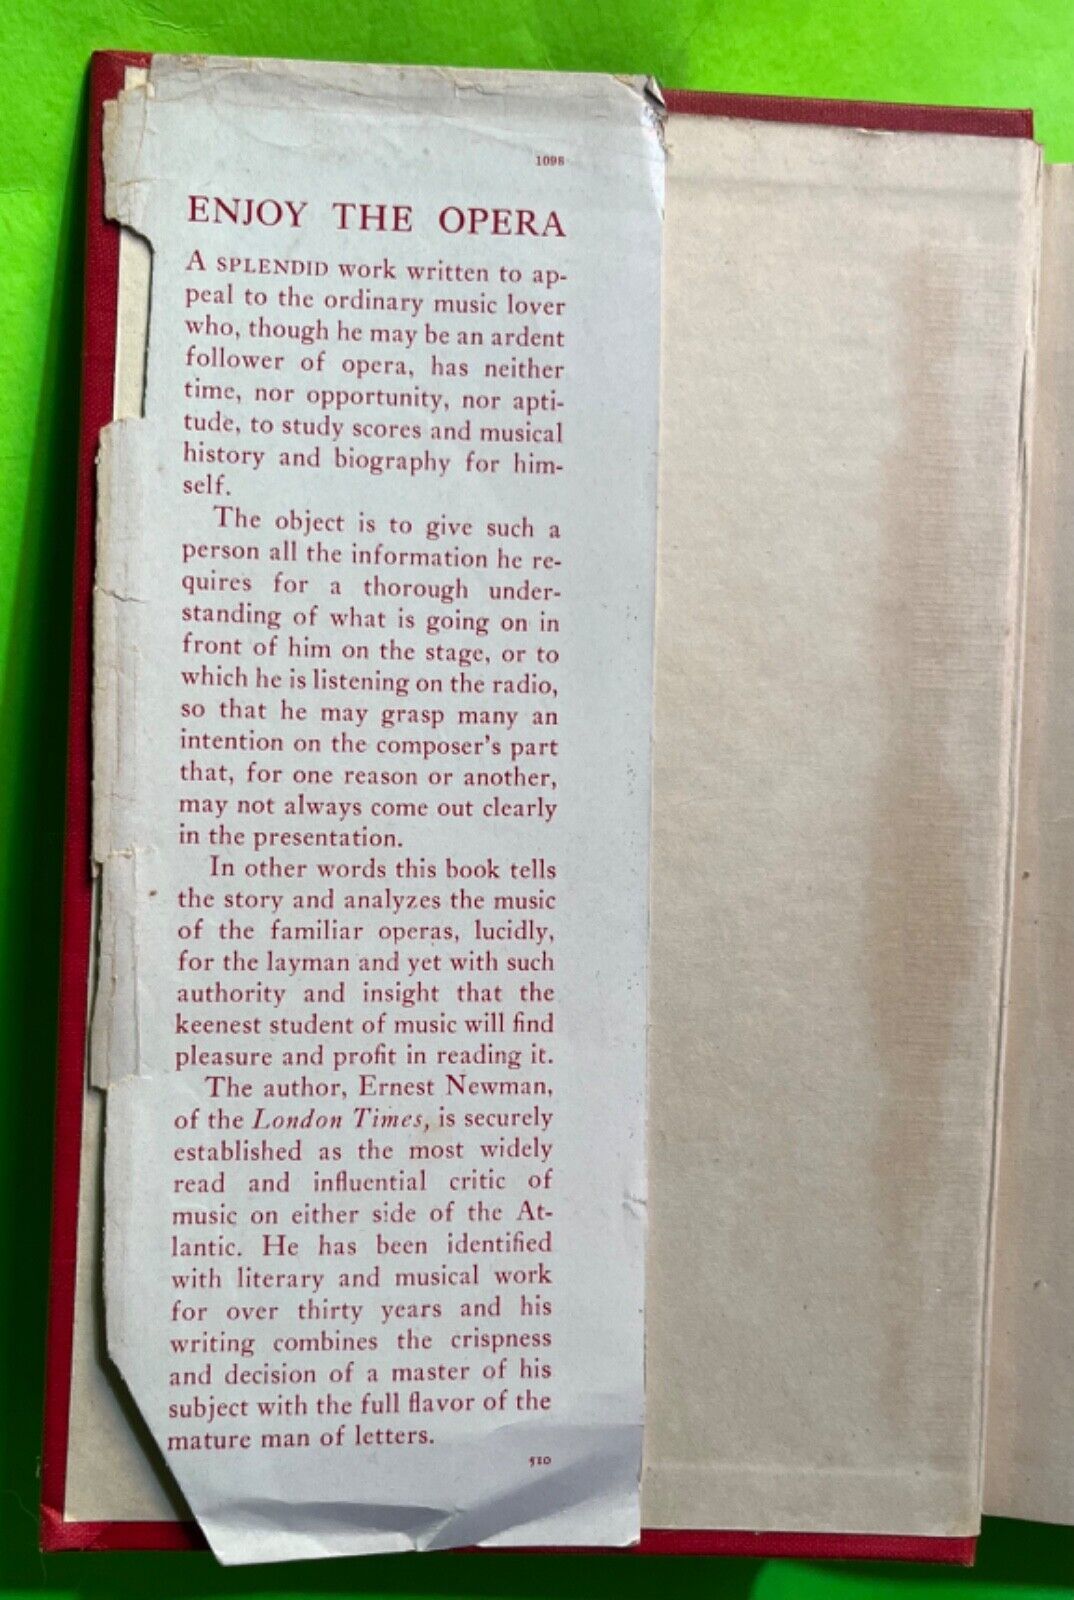 1098
ENJOY THE OPERA
A SPLENDID work written to ap-
peal to the ordinary music lover
who, though he may be an ardent
follower of opera, has neither
time, nor opportunity, nor apti-
tude, to study scores and musical
history and biography for him-
self.
The object is to give such a
person all the information he re-
quires for a thorough under-
standing of what is going on in
front of him on the stage, or to
which he is listening on the radio,
so that he may grasp many an
intention on the composer's part
that, for one reason or another,
may not always come out clearly
in the presentation.
In other words this book tells
the story and analyzes the music
of the familiar operas, lucidly,
for the layman and yet with such
authority and insight that the
keenest student of music will find
pleasure and profit in reading it.
The author, Ernest Newman,
of the London Times, is securely
established as the most widely
read and influential critic of
music on either side of the At-
lantic. He has been identified
with literary and musical work
for over thirty years and his
writing combines the crispness
and decision of a master of his
subject with the full flavor of the
mature man of letters.
510